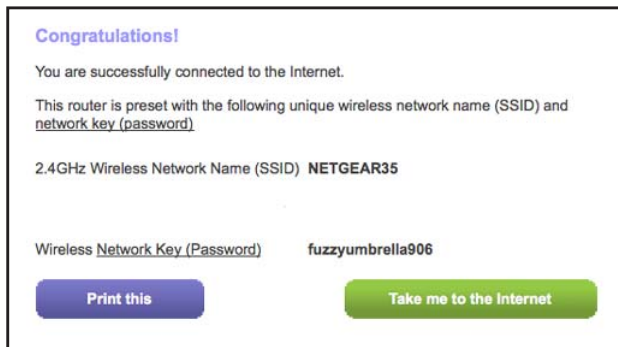 Congratulations!
You are successfully connected to the Internet.
This router is preset with the following unique wireless network name (SSID) and
network key (password)
2.4GHz Wireless Network Name (SSID) NETGEAR35
Wireless Network Key (Password) fuzzyumbrella906
Print this Take me to the Internet